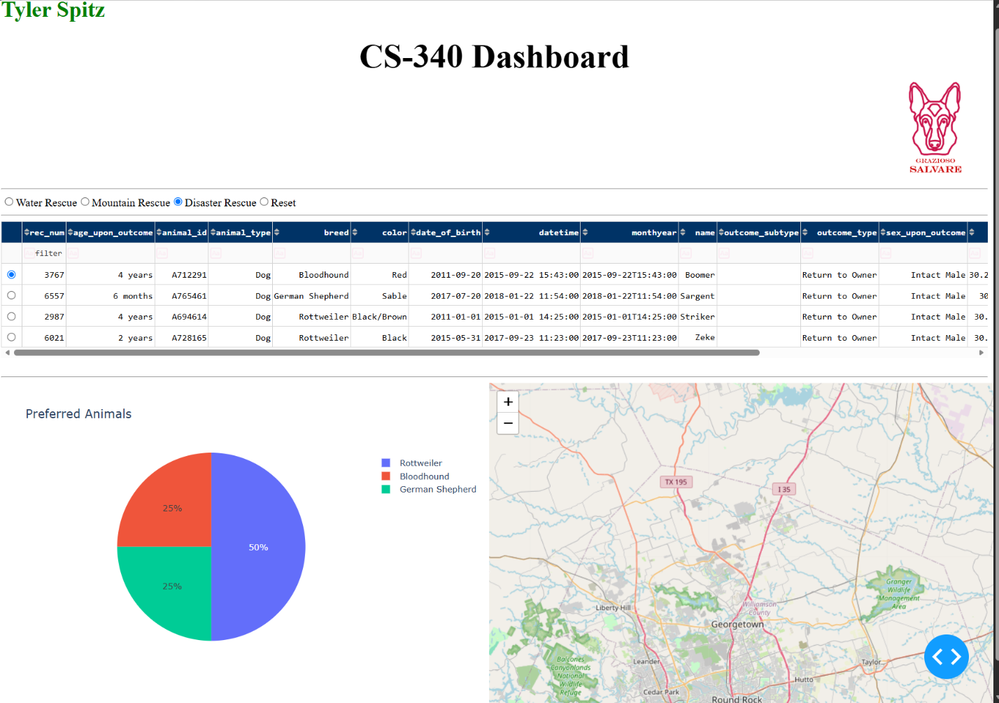 Tyler Spitz
CS-340 Dashboard
GRAZIOSO
SALVARE
Water Rescue Mountain Rescue Disaster Rescue Reset
rec_num age_upon_outcome animal_id animal_type breed color date_of_birth datetime monthyear name outcome_subtype outcome_type sex_upon_outcome
filter
3767 4 years A712291 Dog Bloodhound Red 2011-09-20 2015-09-22 15:43:00 2015-09-22T15:43:00 Boomer Return to Owner Intact Male 30.2
6557 6 months A765461 Dog German Shepherd Sable 2017-07-20 2018-01-22 11:54:00 2018-01-22T11:54:00 Sargent Return to Owner Intact Male 30
2987 4 years A694614 Dog Rottweiler Black/Brown 2011-01-01 2015-01-01 14:25:00 2015-01-01T14:25:00 Striker Return to Owner Intact Male 30.
6021 2 years A728165 Dog Rottweiler Black 2015-05-31 2017-09-23 11:23:00 2017-09-23T11:23:00 Zeke Return to Owner Intact Male 30.
Preferred Animals
Rottweiler
Bloodhound
German Shepherd
25%
50%
25%
+
−
TX 195
I 35
Granger
Wildlife
Management
Area
Williamson
County
Liberty Hill
Georgetown
Balcones
Canyonlands
National
Wildlife
Refuge
Leander
Taylor
Hutto
Cedar Park
Round Rock